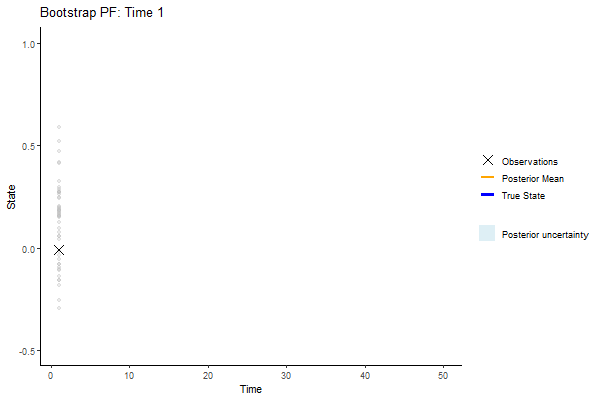 Bootstrap PF: Time 1
1.0
0.5
0.0
-0.5
State
0
10
20
30
40
50
Time
Observations
Posterior Mean
True State
Posterior uncertainty